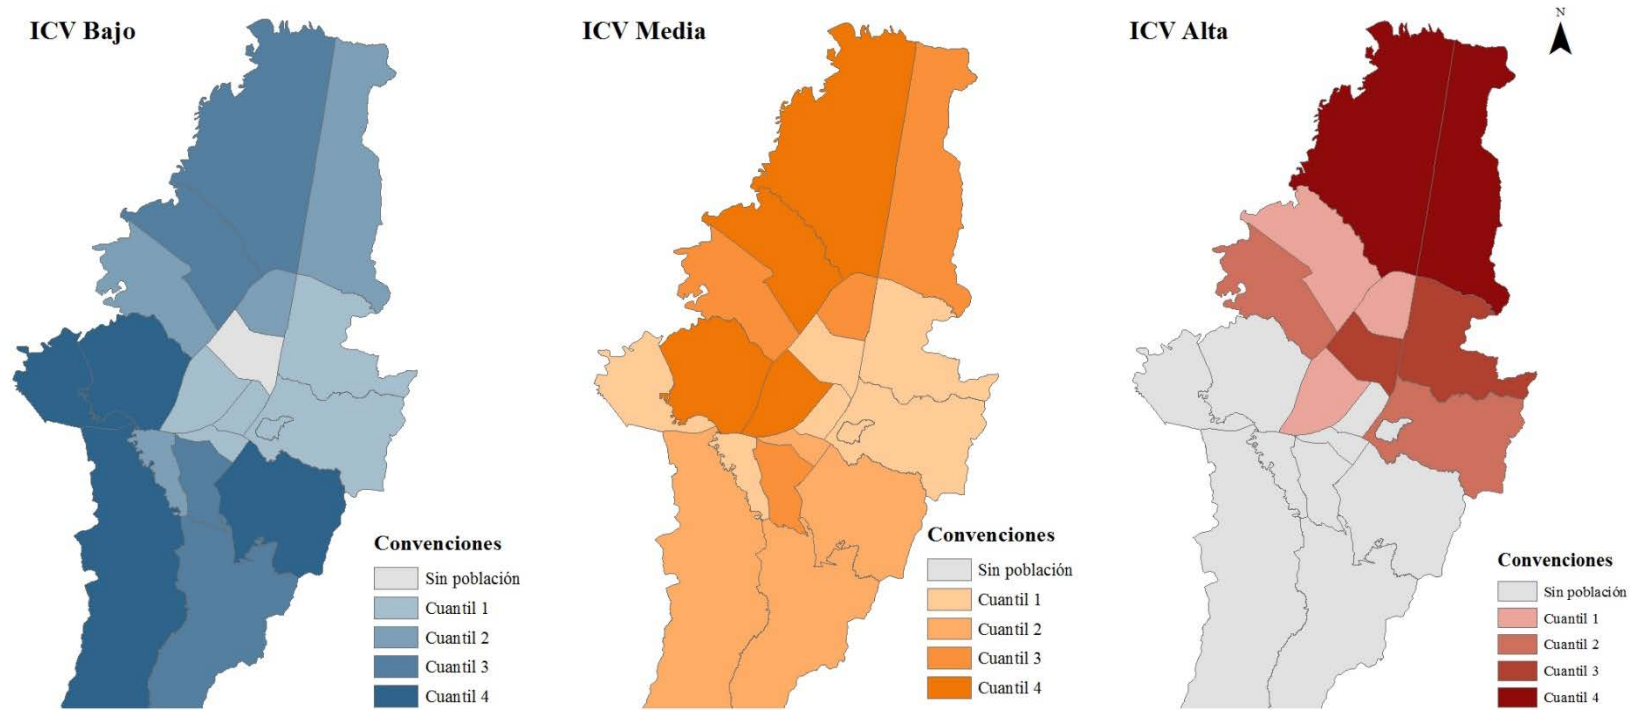 ICV Bajo
Convenciones
Sin población
Cuantil 1
Cuantil 2
Cuantil 3
Cuantil 4
ICV Media
Convenciones
Sin población
Cuantil 1
Cuantil 2
Cuantil 3
Cuantil 4
ICV Alta
N
Convenciones
Sin población
Cuantil 1
Cuantil 2
Cuantil 3
Cuantil 4